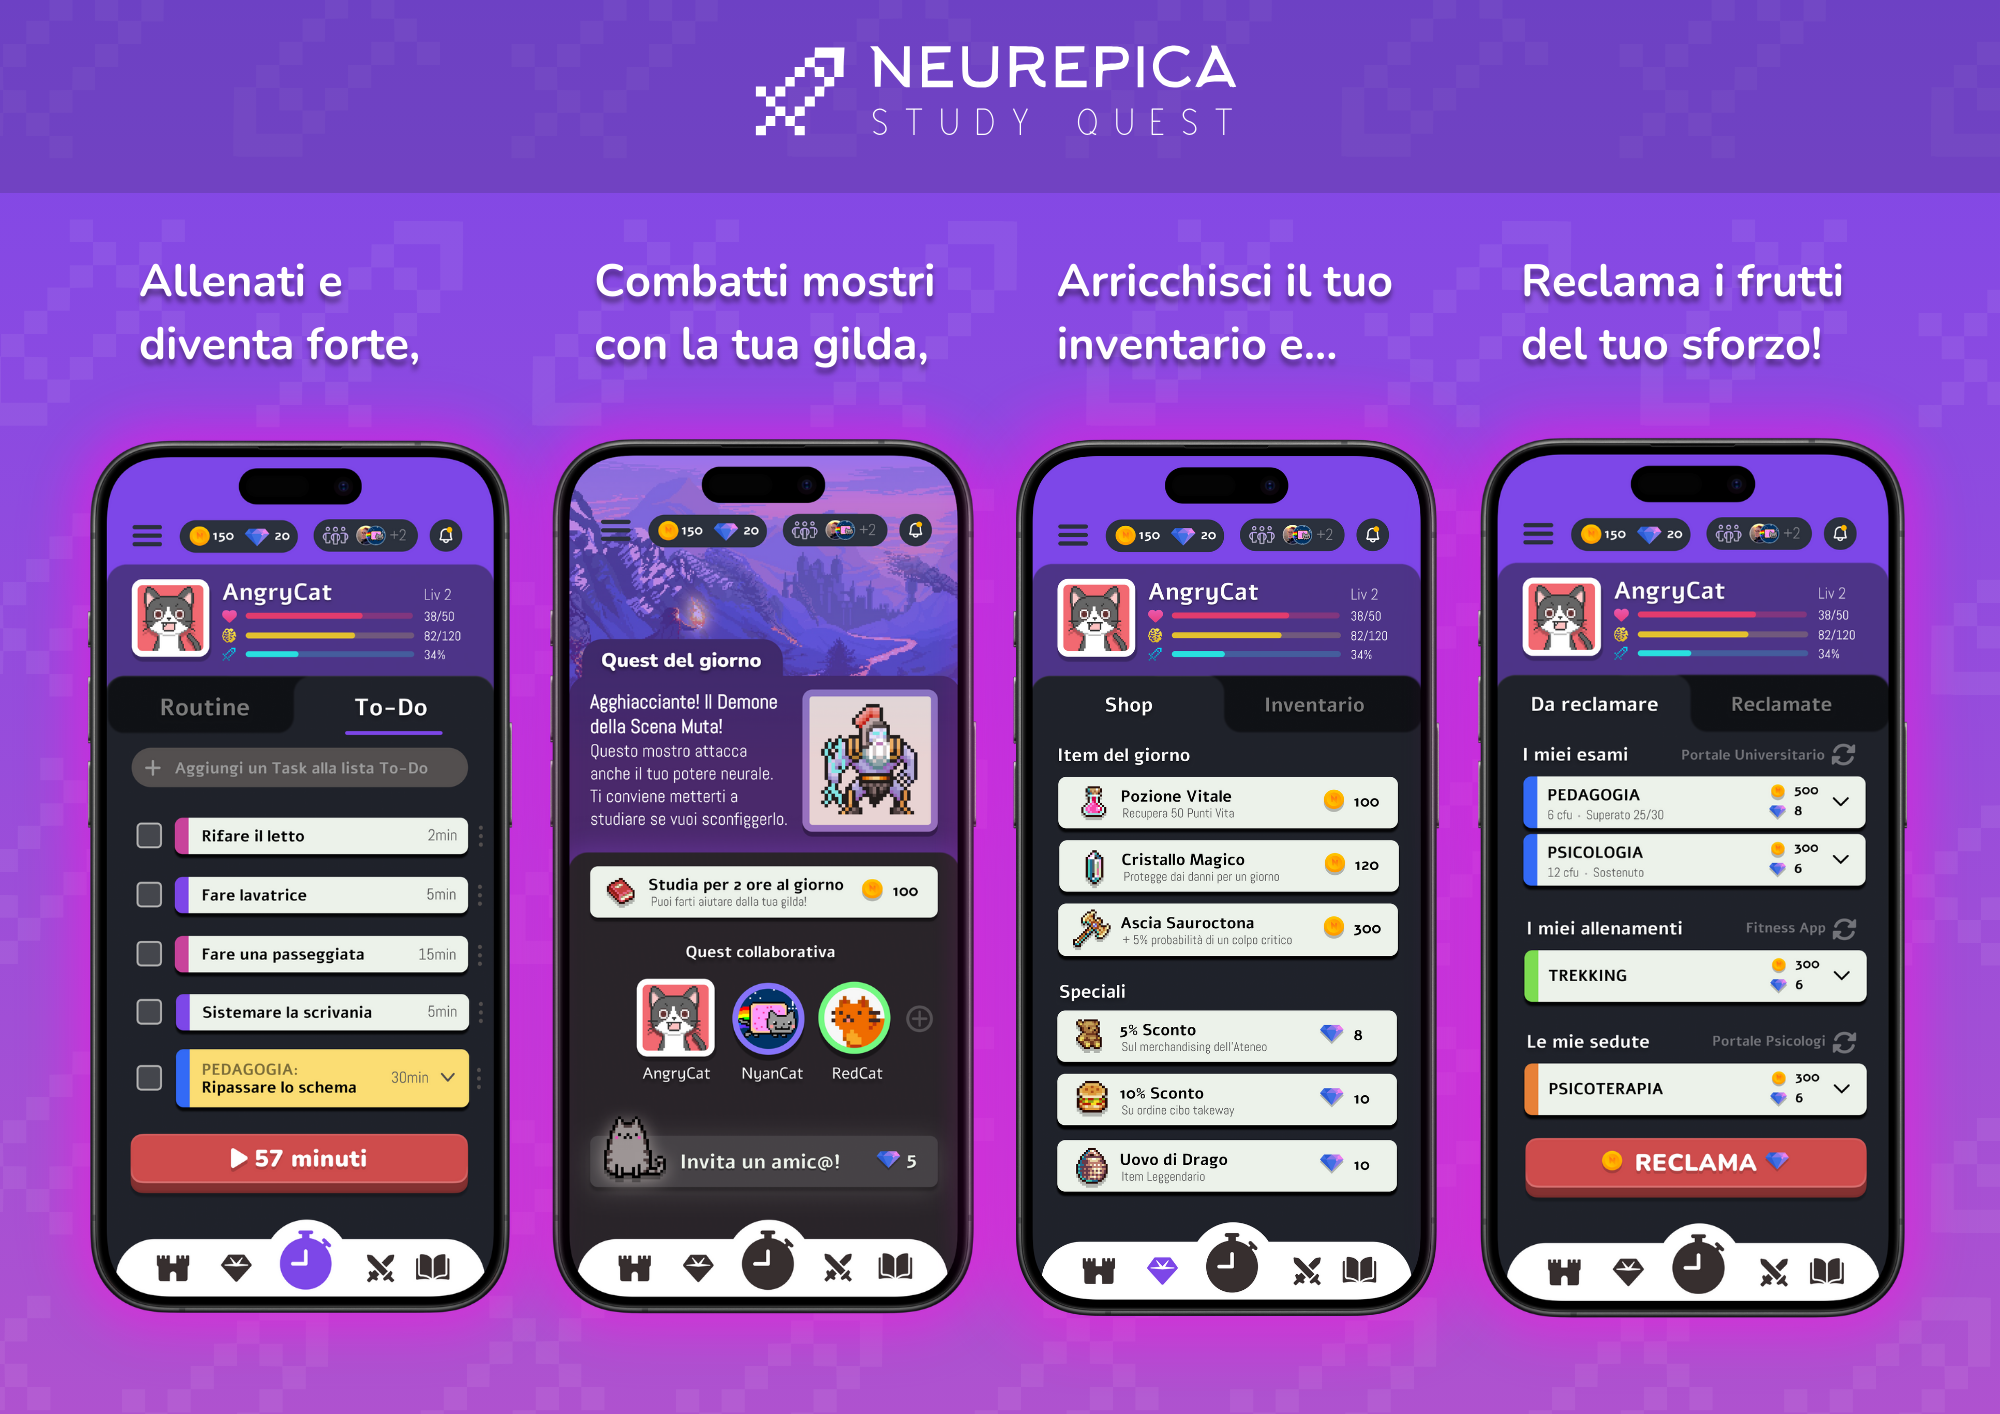 NEUREPICA
STUDY QUEST
Allenati e
diventa forte,
Combatti mostri
con la tua gilda,
Arricchisci il tuo
inventario e...
Reclama i frutti
del tuo sforzo!
150 20 +2
AngryCat Liv 2
38/50
82/120
34%
Routine To-Do
+ Aggiungi un Task alla lista To-Do
Rifare il letto 2min
Fare lavatrice 5min
Fare una passeggiata 15min
Sistemare la scrivania 5min
PEDAGOGIA:
Ripassare lo schema 30min
57 minuti
150 20 +2
Quest del giorno
Agghiacciante! Il Demone
della Scena Muta!
Questo mostro attacca
anche il tuo potere neurale.
Ti conviene metterti a
studiare se vuoi sconfiggerlo.
Studia per 2 ore al giorno 100
Puoi farti aiutare dalla tua gilda!
Quest collaborativa
AngryCat NyanCat RedCat
Invita un amic@! 5
150 20 +2
AngryCat Liv 2
38/50
82/120
34%
Shop Inventario
Item del giorno
Pozione Vitale 100
Recupera 50 Punti Vita
Cristallo Magico 120
Protegge dai danni per un giorno
Ascia Sauroctona 300
+ 5% probabilità di un colpo critico
Speciali
5% Sconto 8
Sul merchandising dell'Ateneo
10% Sconto 10
Su ordine cibo takeway
Uovo di Drago 10
Item Leggendario
150 20 +2
AngryCat Liv 2
38/50
82/120
34%
Da reclamare Reclamate
I miei esami Portale Universitario
PEDAGOGIA 500
6 cfu - Superato 25/30 8
PSICOLOGIA 300
12 cfu - Sostenuto 6
I miei allenamenti Fitness App
TREKKING 300
6
Le mie sedute Portale Psicologi
PSICOTERAPIA 300
6
RECLAMA